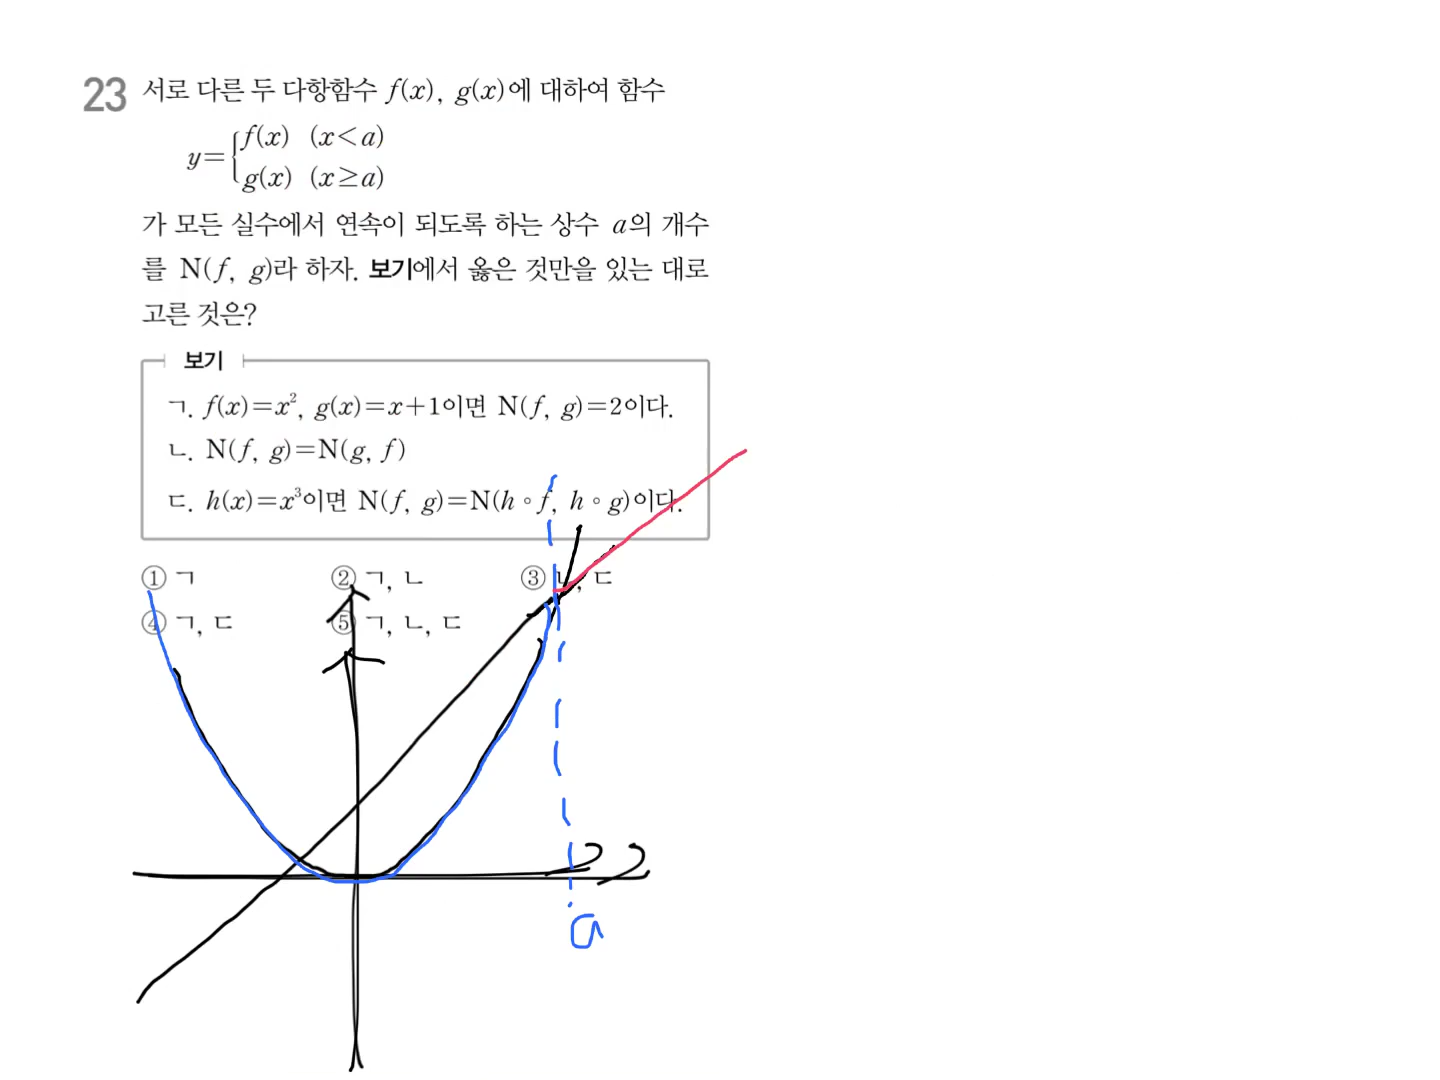 23 서로 다른 두 다항함수 f(x), g(x)에 대하여 함수
y={f(x) (x<a)
g(x) (x≥a)
가 모든 실수에서 연속이 되도록 하는 상수 a의 개수
를 N(f, g)라 하자. 보기에서 옳은 것만을 있는 대로
고른 것은?
보기
ㄱ. f(x)=x², g(x)=x+1이면 N(f, g)=2이다.
ㄴ. N(f, g)=N(g, f)
ㄷ. h(x)=x³이면 N(f, g)=N(h∘f, h∘g)이다.
① ㄱ ② ㄱ, ㄴ ③ ㄴ, ㄷ
④ ㄱ, ㄷ ⑤ ㄱ, ㄴ, ㄷ
a